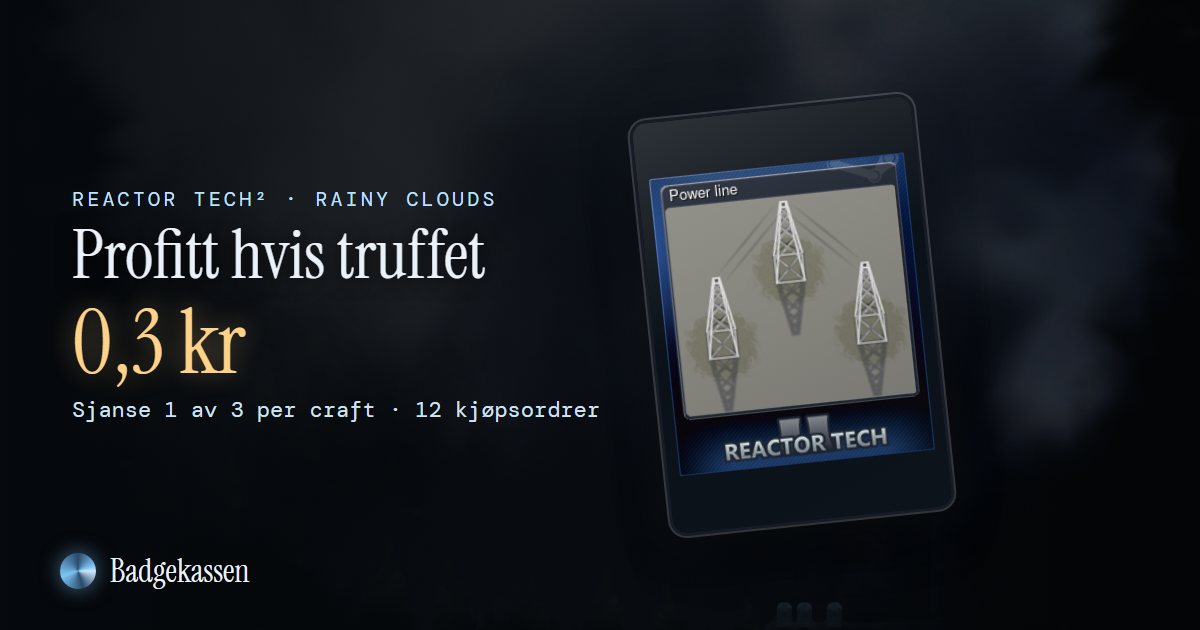 REACTOR TECH² · RAINY CLOUDS
Profitt hvis truffet
0,3 kr
Sjanse 1 av 3 per craft · 12 kjøpsordrer
Power line
REACTOR TECH
Badgekassen